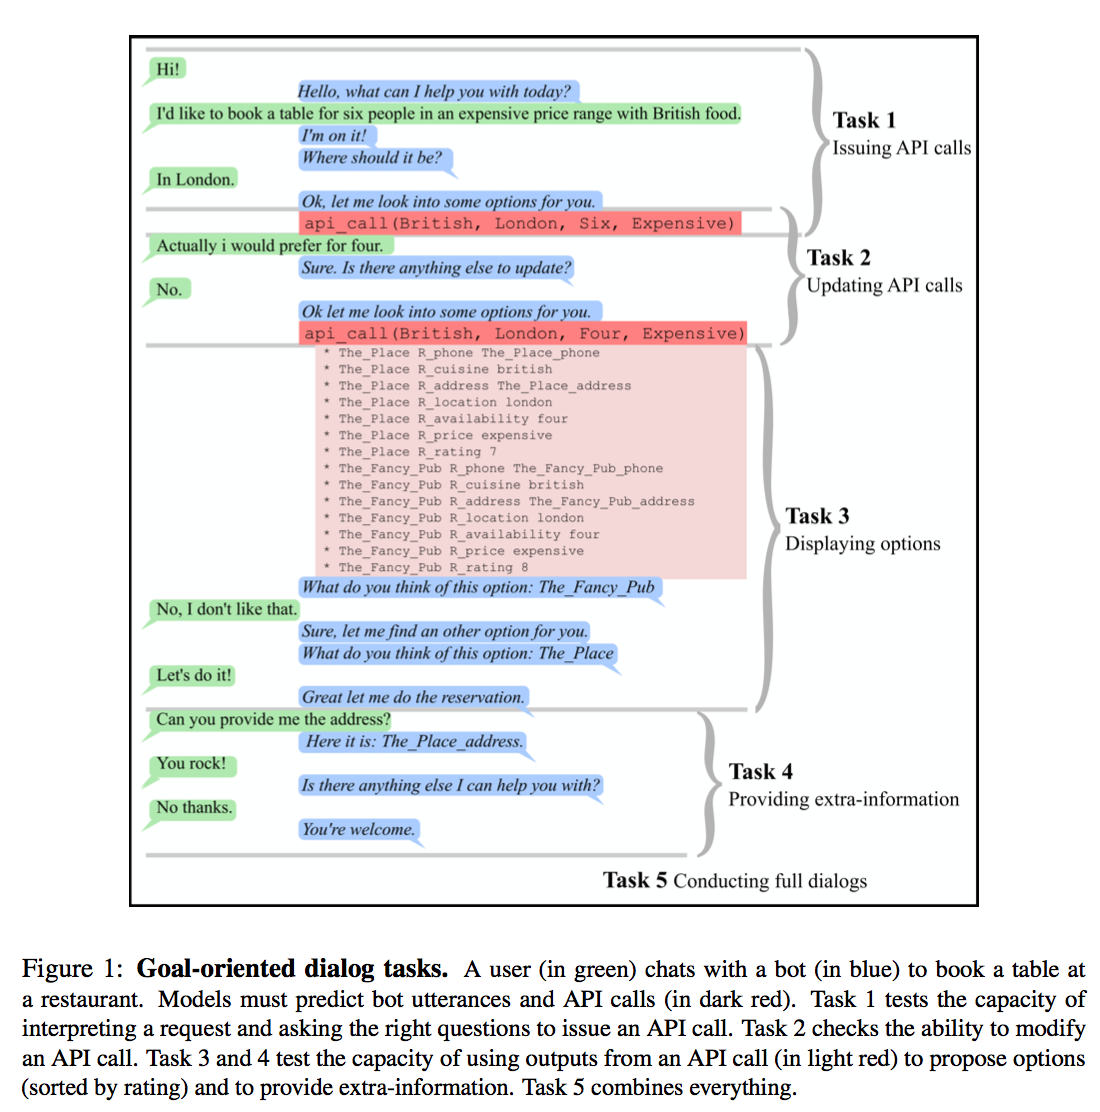 Hi!
Hello, what can I help you with today?
I'd like to book a table for six people in an expensive price range with British food.
I'm on it!
Where should it be?
In London.
Ok, let me look into some options for you.
api_call(British, London, Six, Expensive)
Task 1
Issuing API calls
Actually i would prefer for four.
Sure. Is there anything else to update?
No.
Ok let me look into some options for you.
api_call(British, London, Four, Expensive)
Task 2
Updating API calls
* The_Place R_phone The_Place_phone
* The_Place R_cuisine british
* The_Place R_address The_Place_address
* The_Place R_location london
* The_Place R_availability four
* The_Place R_price expensive
* The_Place R_rating 7
* The_Fancy_Pub R_phone The_Fancy_Pub_phone
* The_Fancy_Pub R_cuisine british
* The_Fancy_Pub R_address The_Fancy_Pub_address
* The_Fancy_Pub R_location london
* The_Fancy_Pub R_availability four
* The_Fancy_Pub R_price expensive
* The_Fancy_Pub R_rating 8
What do you think of this option: The_Fancy_Pub
No, I don't like that.
Sure, let me find an other option for you.
What do you think of this option: The_Place
Let's do it!
Great let me do the reservation.
Task 3
Displaying options
Can you provide me the address?
Here it is: The_Place_address.
You rock!
Is there anything else I can help you with?
No thanks.
You're welcome.
Task 4
Providing extra-information
Task 5 Conducting full dialogs
Figure 1: Goal-oriented dialog tasks. A user (in green) chats with a bot (in blue) to book a table at
a restaurant. Models must predict bot utterances and API calls (in dark red). Task 1 tests the capacity of
interpreting a request and asking the right questions to issue an API call. Task 2 checks the ability to modify
an API call. Task 3 and 4 test the capacity of using outputs from an API call (in light red) to propose options
(sorted by rating) and to provide extra-information. Task 5 combines everything.